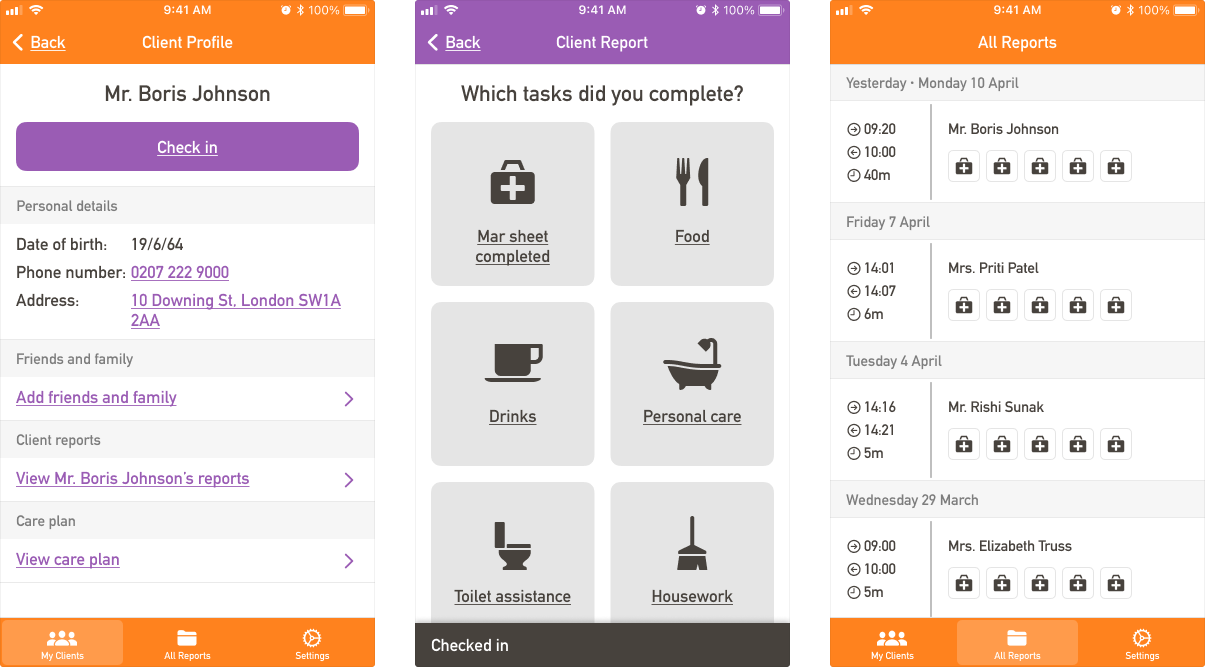 9:41 AM
100%
Back
Client Profile
Mr. Boris Johnson
Check in
Personal details
Date of birth: 19/6/64
Phone number: 0207 222 9000
Address: 10 Downing St, London SW1A
2AA
Friends and family
Add friends and family
Client reports
View Mr. Boris Johnson’s reports
Care plan
View care plan
My Clients
All Reports
Settings
9:41 AM
100%
Back
Client Report
Which tasks did you complete?
Mar sheet
completed
Food
Drinks
Personal care
Toilet assistance
Housework
Checked in
9:41 AM
100%
All Reports
Yesterday • Monday 10 April
09:20
10:00
40m
Mr. Boris Johnson
Friday 7 April
14:01
14:07
6m
Mrs. Priti Patel
Tuesday 4 April
14:16
14:21
5m
Mr. Rishi Sunak
Wednesday 29 March
09:00
10:00
5m
Mrs. Elizabeth Truss
My Clients
All Reports
Settings